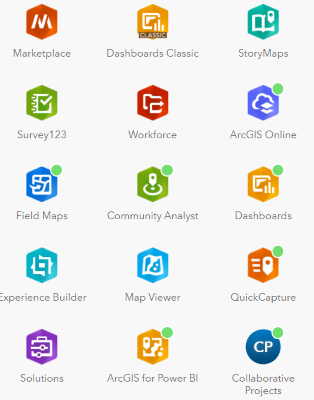 CLASSIC
Marketplace Dashboards Classic StoryMaps
Survey123 Workforce ArcGIS Online
Field Maps Community Analyst Dashboards
Experience Builder Map Viewer QuickCapture
CP
Solutions ArcGIS for Power BI Collaborative
Projects